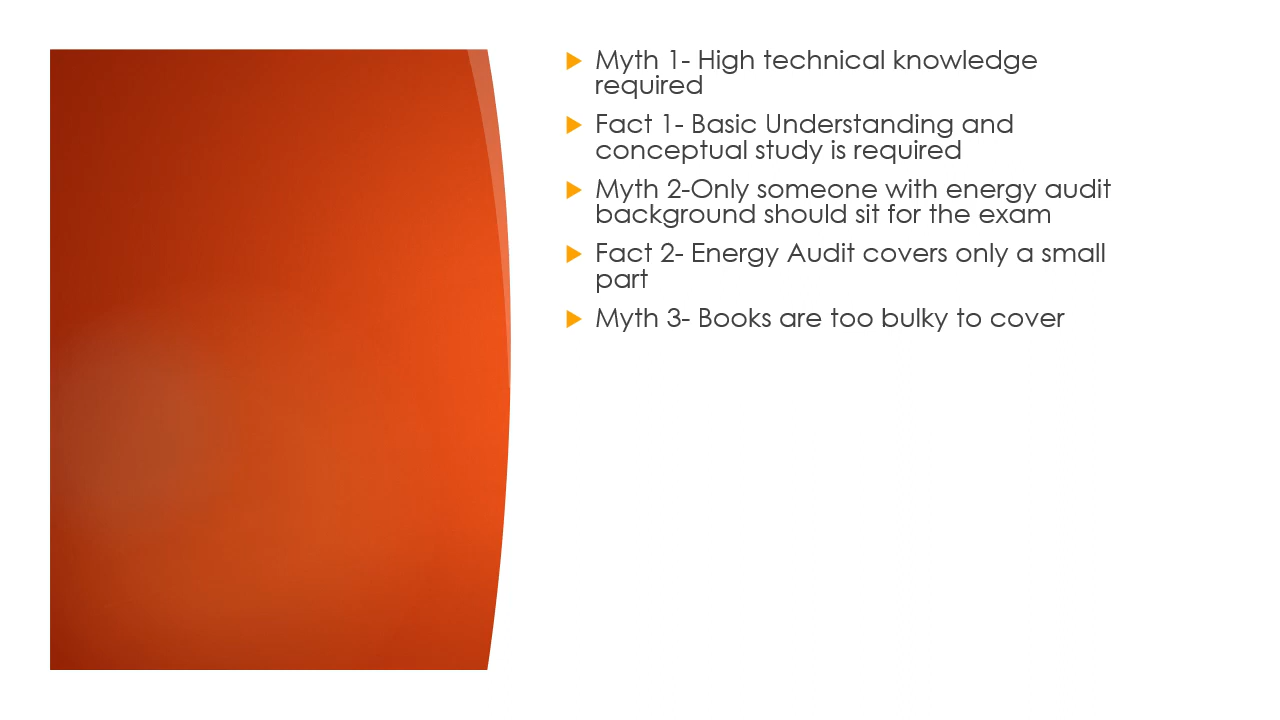 Myth 1- High technical knowledge
required
Fact 1- Basic Understanding and
conceptual study is required
Myth 2-Only someone with energy audit
background should sit for the exam
Fact 2- Energy Audit covers only a small
part
Myth 3- Books are too bulky to cover